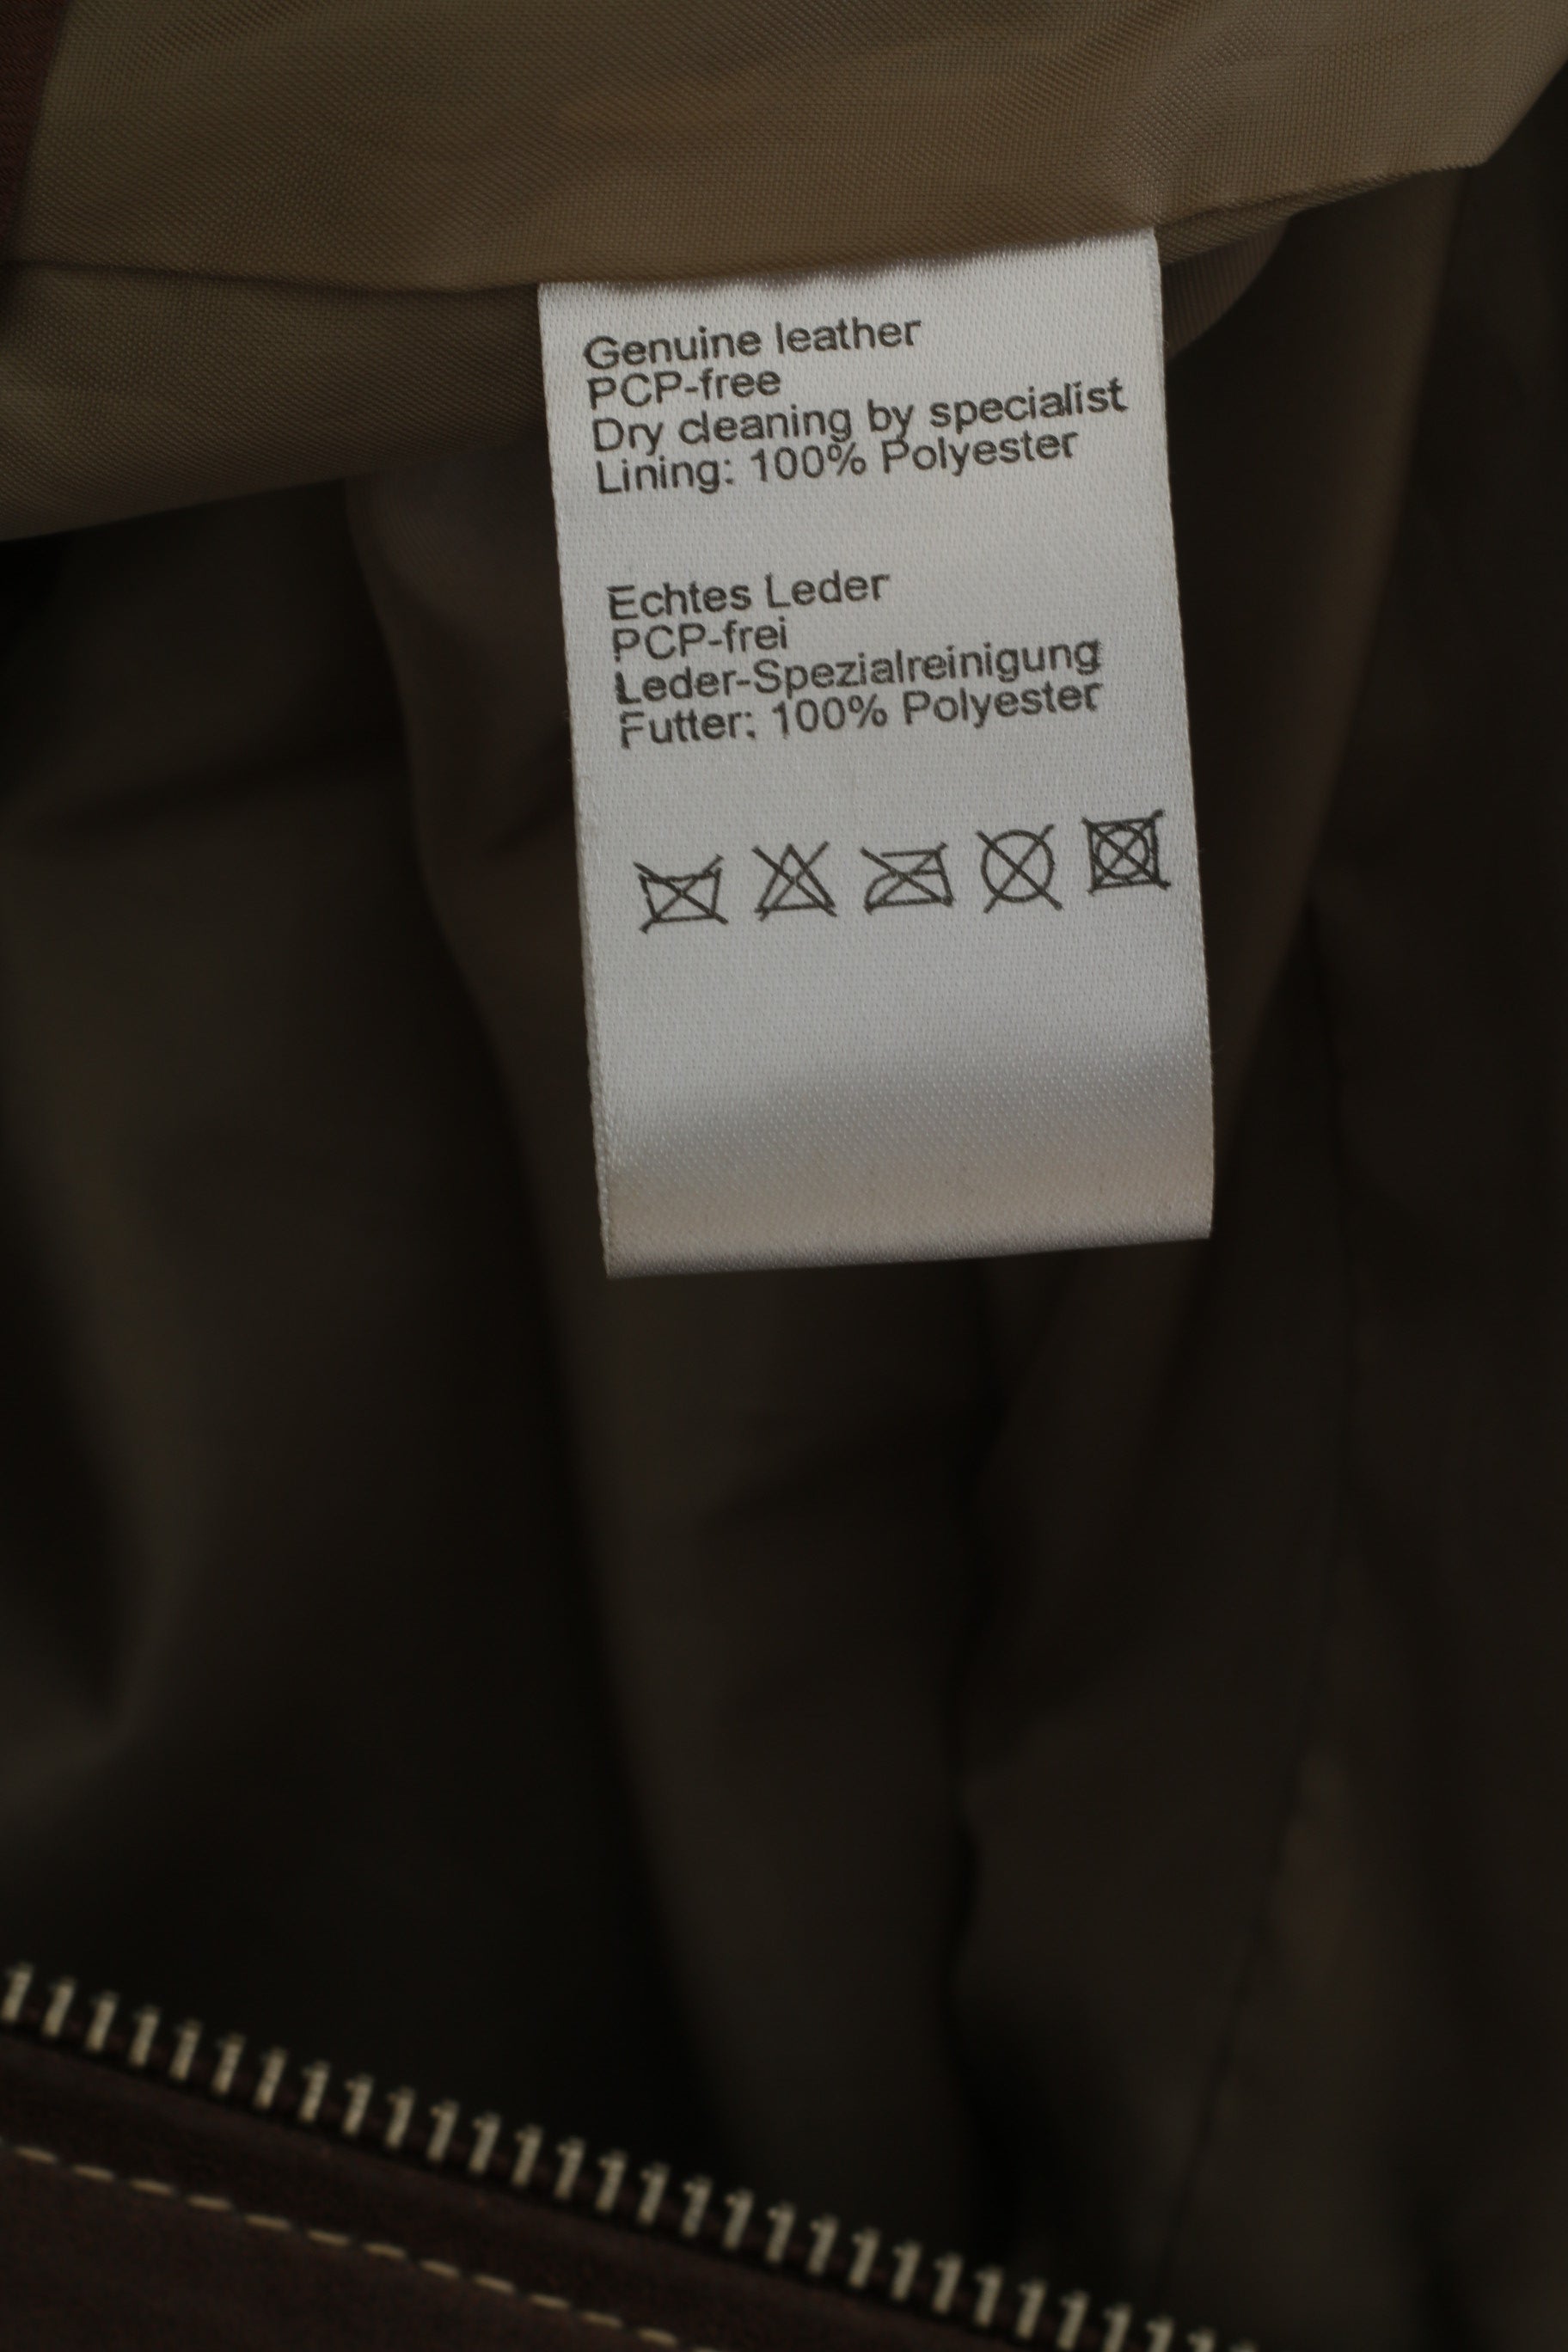 Genuine leather
PCP-free
Dry cleaning by specialist
Lining: 100% Polyester
Echtes Leder
PCP-frei
Leder-Spezialreinigung
Futter: 100% Polyester